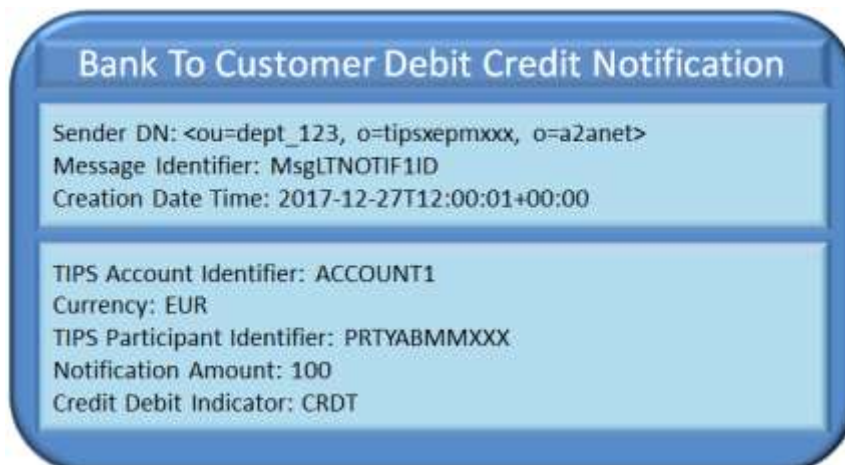 Bank To Customer Debit Credit Notification
Sender DN: <ou=dept_123, o=tipsxepmxxx, o=a2anet>
Message Identifier: MsgLTNOTIF1ID
Creation Date Time: 2017-12-27T12:00:01+00:00
TIPS Account Identifier: ACCOUNT1
Currency: EUR
TIPS Participant Identifier: PRTYABMMXXX
Notification Amount: 100
Credit Debit Indicator: CRDT